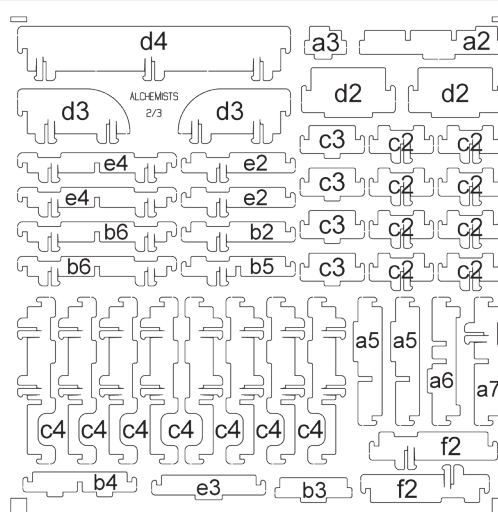 d4 a3 a2
d3 ALCHEMISTS d3 d2 d2
2/3
c3 c2 c2
e4 e2
c3 c2 c2
e4 e2
b6 b2 c3 c2 c2
b6 b5 c3 c2 c2
a5 a5 a6 a7
c4 c4 c4 c4 c4 c4 c4
f2
b4 e3 b3 f2